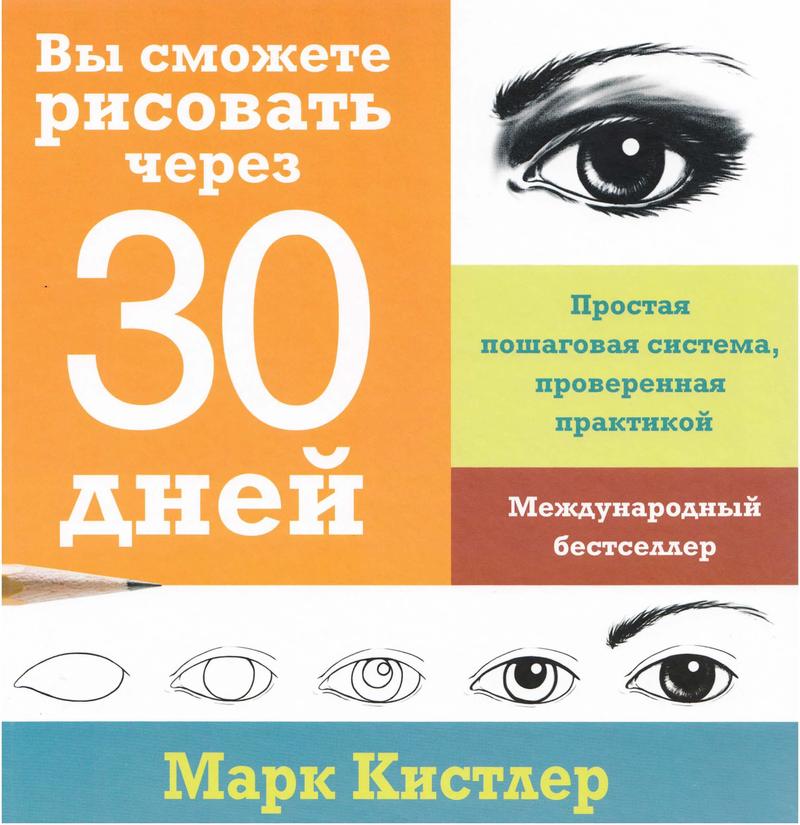 Вы сможете
рисовать
через
30
дней
Простая
пошаговая система,
проверенная
практикой
Международный
бестселлер
Марк Кистлер